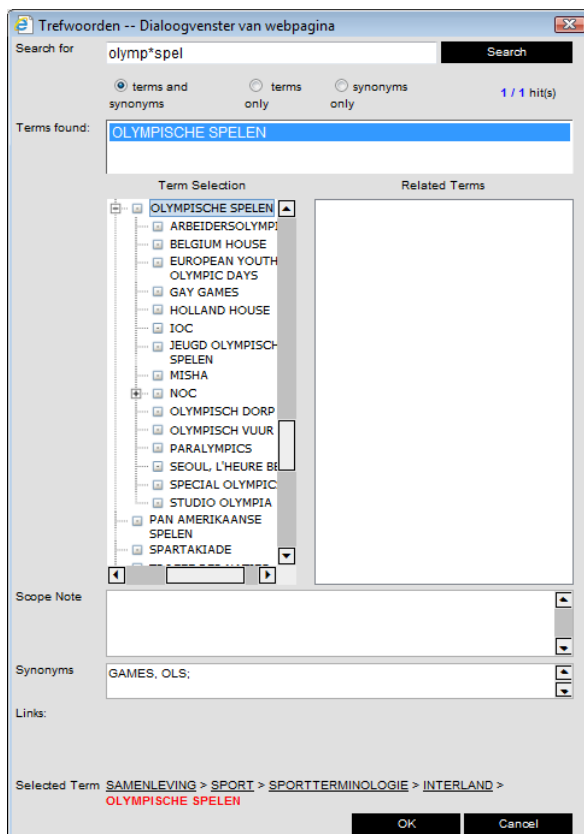 Trefwoorden -- Dialoogvenster van webpagina
Search for
olymp*spel
Search
terms and synonyms
terms only
synonyms only
1 / 1 hit(s)
Terms found:
OLYMPISCHE SPELEN
Term Selection
Related Terms
OLYMPISCHE SPELEN
ARBEIDERSOLYMPI
BELGIUM HOUSE
EUROPEAN YOUTH
OLYMPIC DAYS
GAY GAMES
HOLLAND HOUSE
IOC
JEUGD OLYMPISCH
SPELEN
MISHA
NOC
OLYMPISCH DORP
OLYMPISCH VUUR
PARALYMPICS
SEOUL, L'HEURE BE
SPECIAL OLYMPIC
STUDIO OLYMPIA
PAN AMERIKAANSE
SPELEN
SPARTAKIADE
Scope Note
Synonyms
GAMES, OLS;
Links:
Selected Term
SAMENLEVING > SPORT > SPORTTERMINOLOGIE > INTERLAND >
OLYMPISCHE SPELEN
OK
Cancel